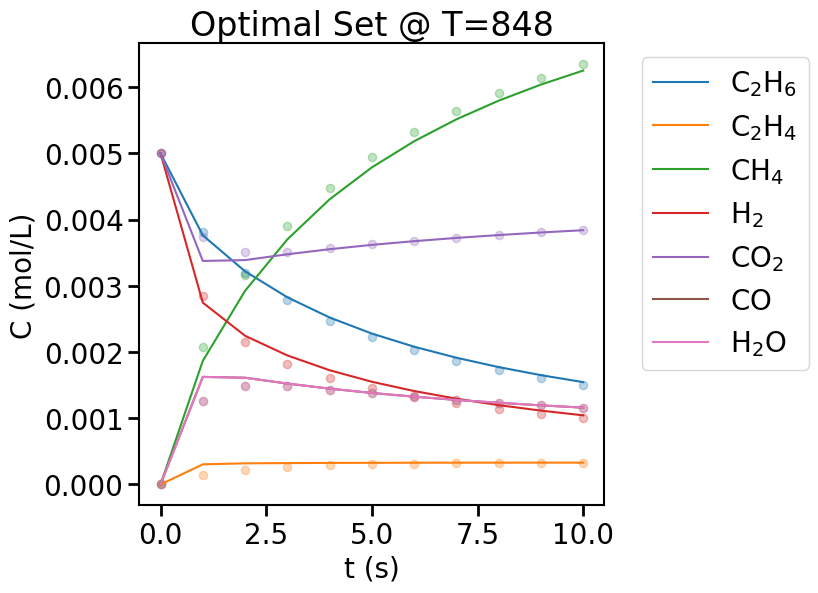 Optimal Set @ T=848
C (mol/L)
0.006
0.005
0.004
0.003
0.002
0.001
0.000
0.0 2.5 5.0 7.5 10.0
t (s)
C₂H₆
C₂H₄
CH₄
H₂
CO₂
CO
H₂O